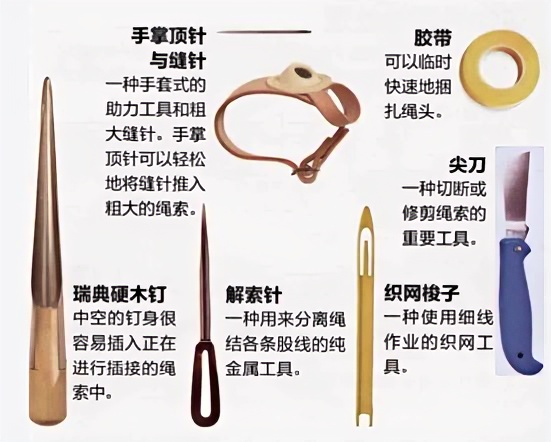 手掌顶针
与缝针
一种手套式的
助力工具和粗
大缝针。手掌
顶针可以轻松
地将缝针推入
粗大的绳索。
胶带
可以临时
快速地捆
扎绳头。
尖刀
一种切断或
修剪绳索的
重要工具。
瑞典硬木钉
中空的钉身很
容易插入正在
进行插接的绳
索中。
解索针
一种用来分离绳
结各条股线的纯
金属工具。
织网梭子
一种使用细线
作业的织网工
具。